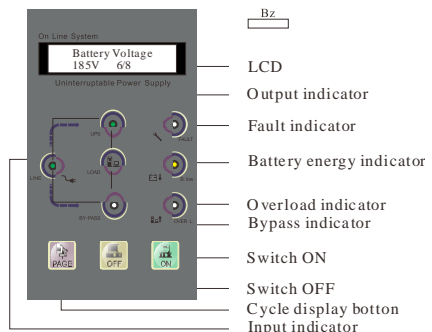 Bz
On Line System
Battery Voltage
185V 6/8
Uninterruptable Power Supply
LCD
Output indicator
Fault indicator
Battery energy indicator
Overload indicator
Bypass indicator
Switch ON
Switch OFF
Cycle display botton
Input indicator
UPS
FAULT
LINE
LOAD
BY-PASS
OVER. L
PAGE
OFF
ON